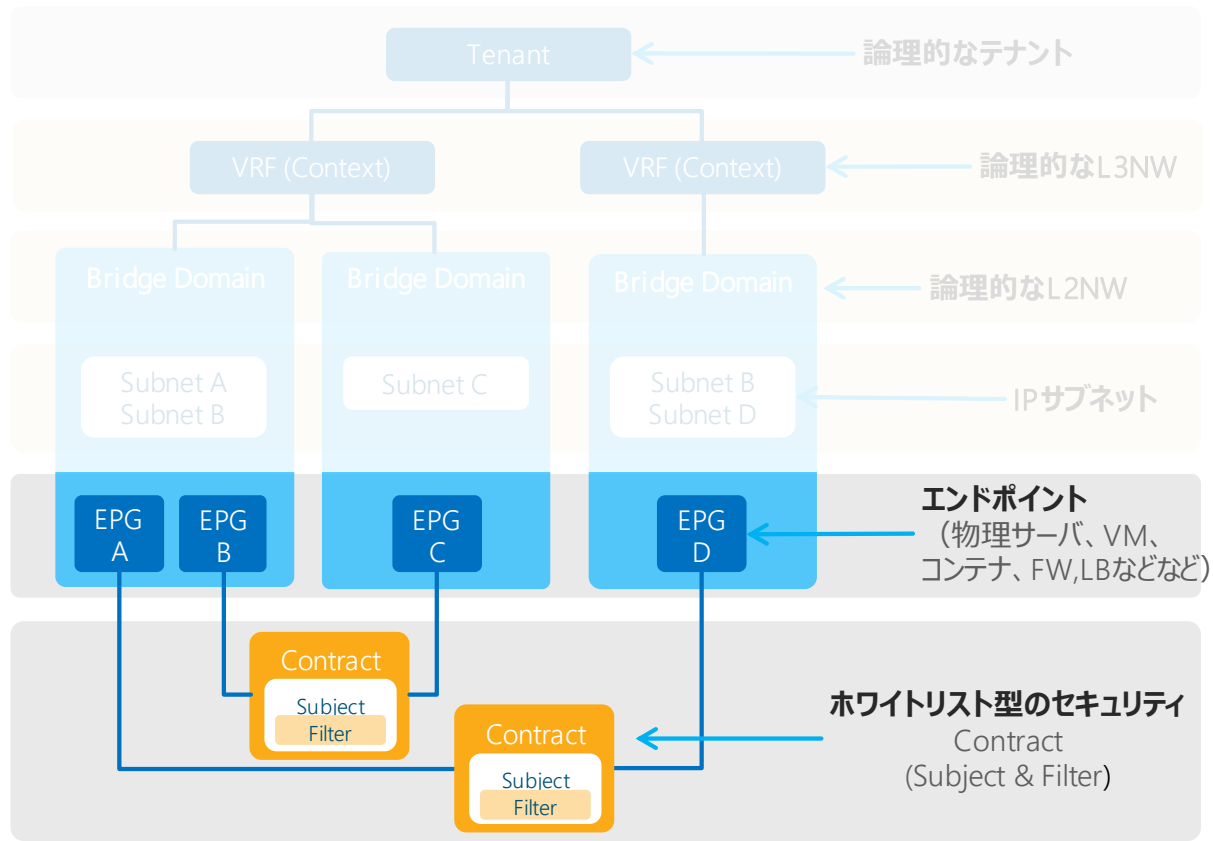 Tenant
論理的なテナント
VRF (Context)
VRF (Context)
論理的なL3NW
Bridge Domain
Bridge Domain
Bridge Domain
論理的なL2NW
Subnet A
Subnet B
Subnet C
Subnet B
Subnet D
IPサブネット
EPG
A
EPG
B
EPG
C
EPG
D
エンドポイント
（物理サーバ、VM、
コンテナ、FW,LBなどなど）
Contract
Subject
Filter
Contract
Subject
Filter
ホワイトリスト型のセキュリティ
Contract
(Subject & Filter)